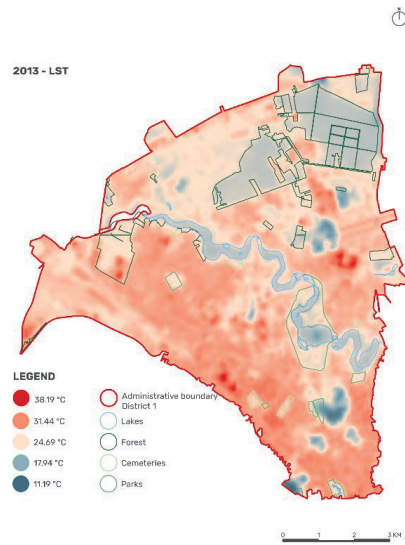 2013 - LST
LEGEND
38.19 °C
31.44 °C
24.69 °C
17.94 °C
11.19 °C
Administrative boundary
District 1
Lakes
Forest
Cemeteries
Parks
0 1 2 3 KM